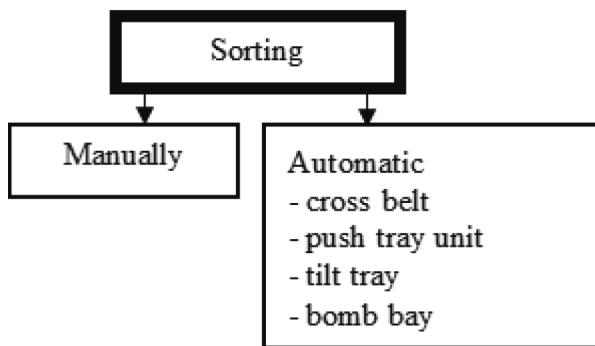 Sorting
Manually
Automatic
- cross belt
- push tray unit
- tilt tray
- bomb bay